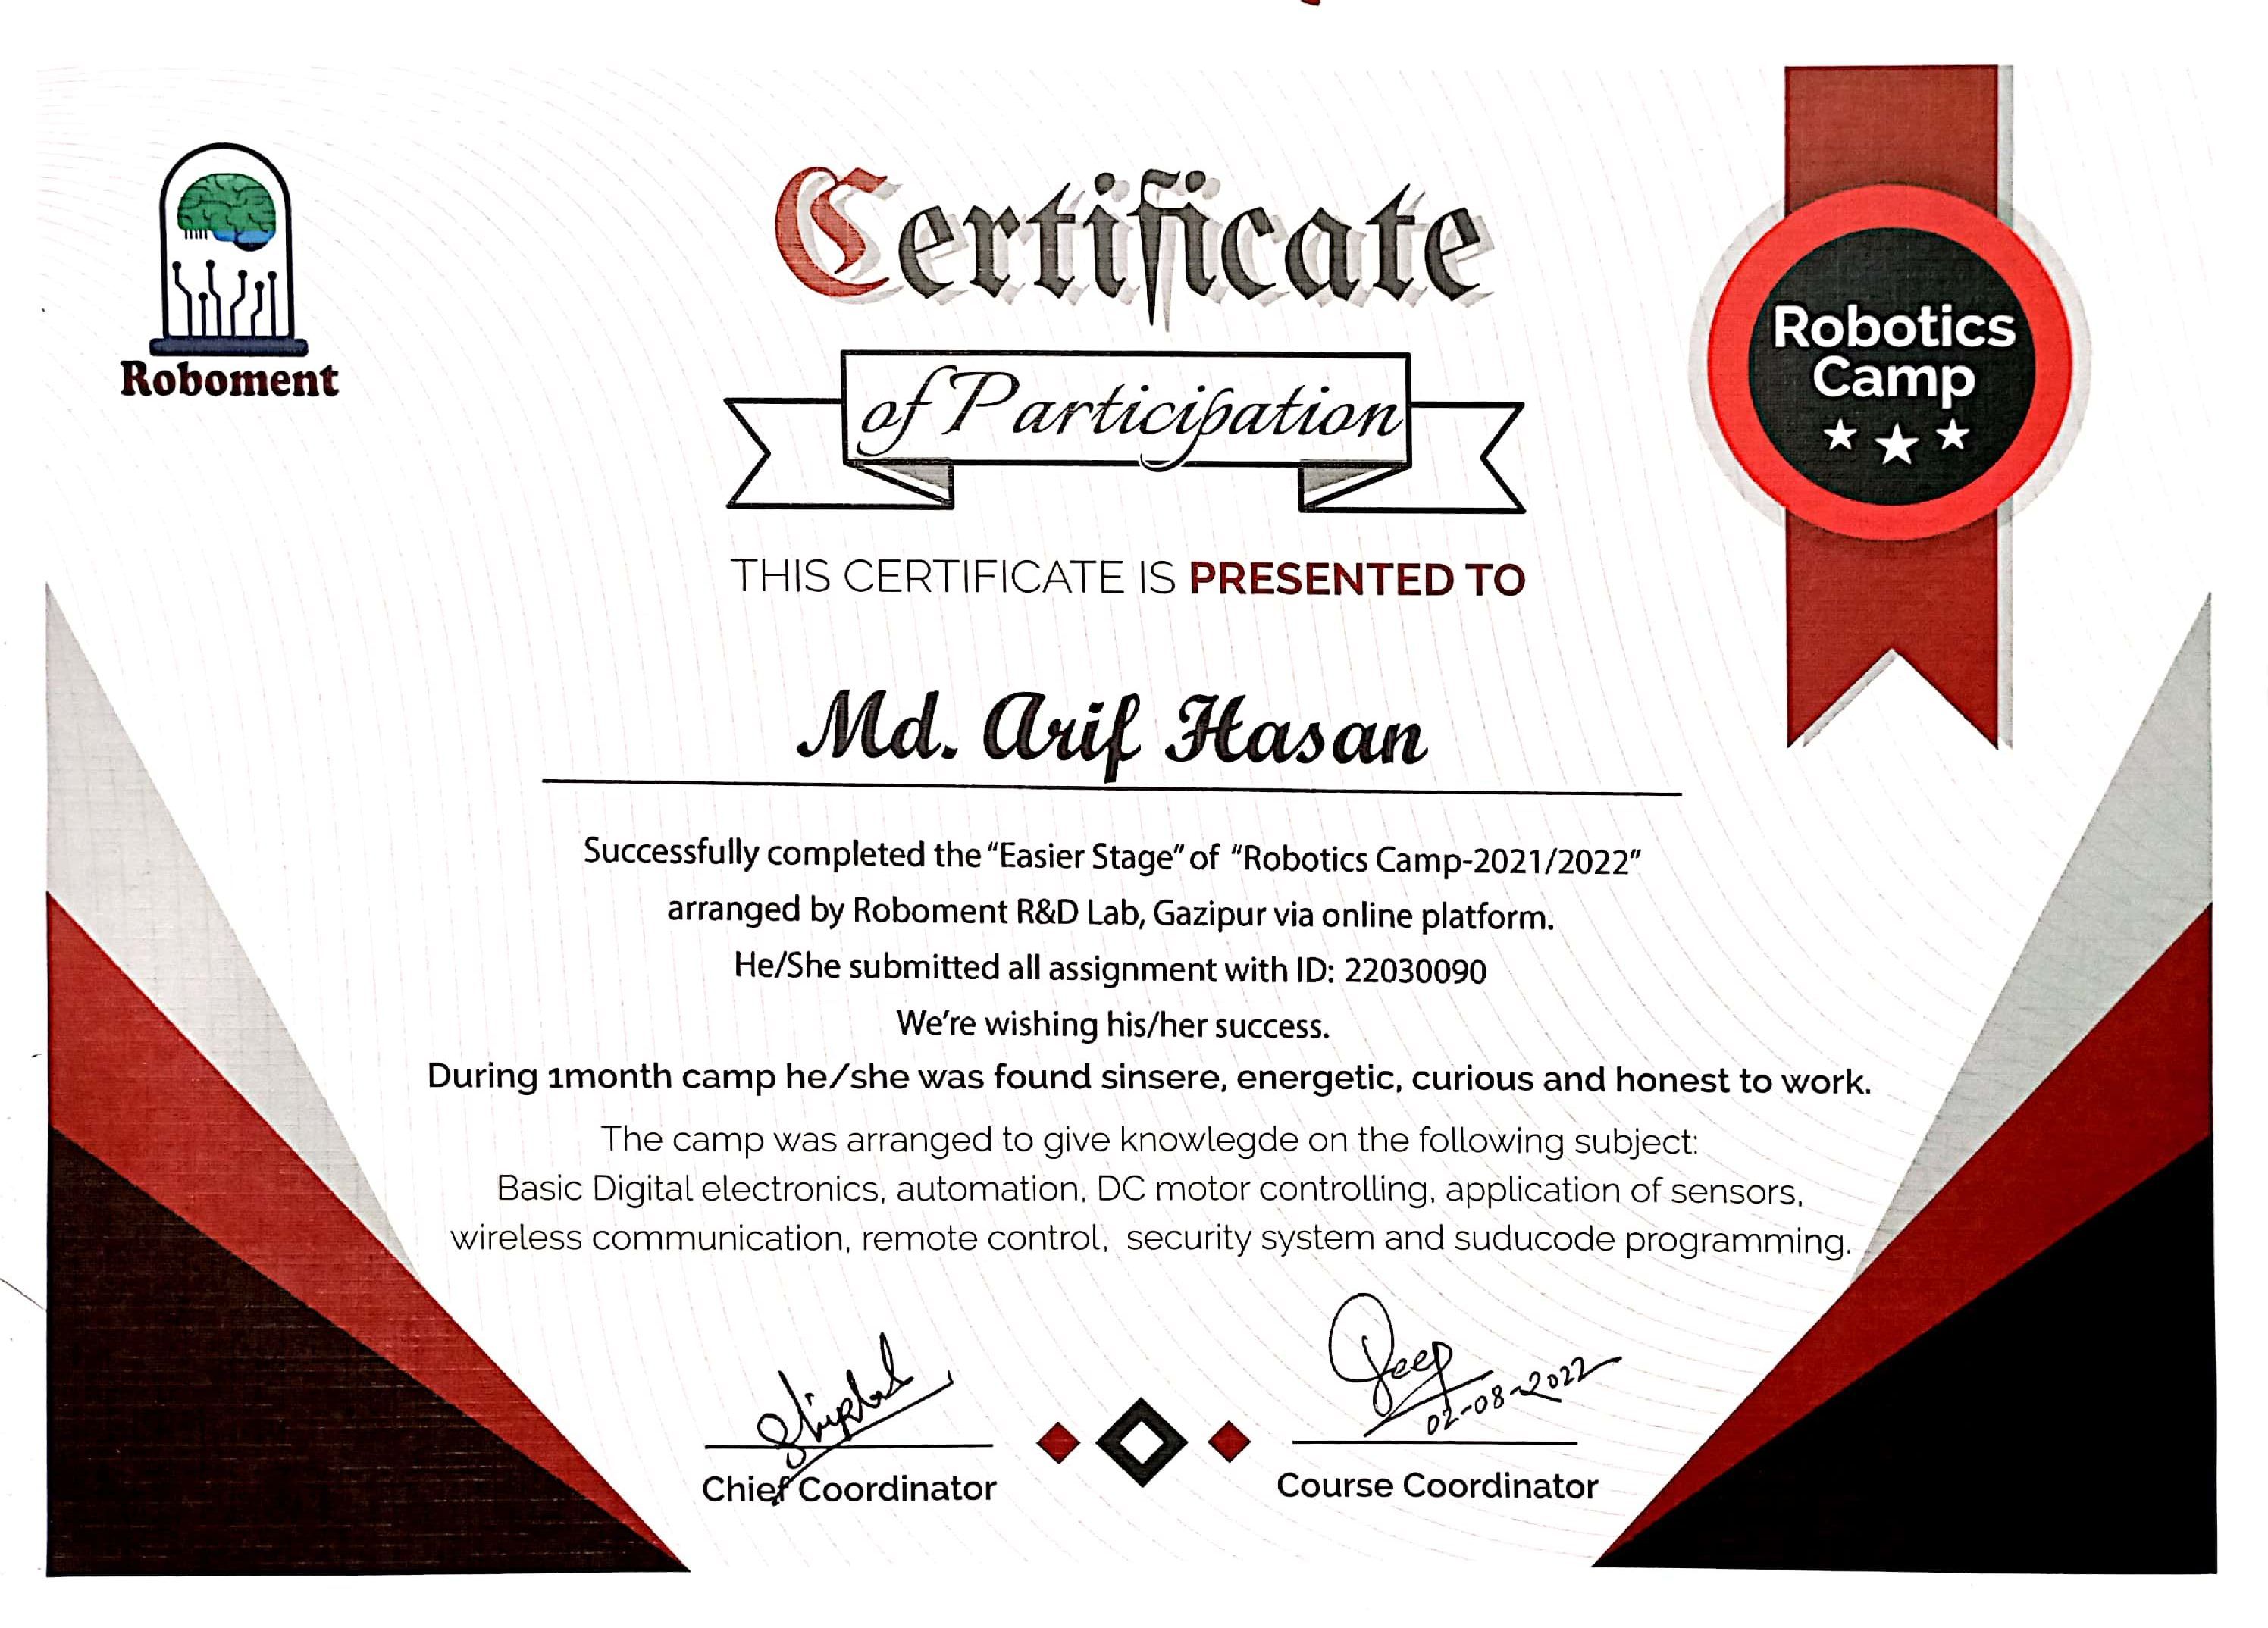 Roboment
Certificate
of Participation
Robotics
Camp
THIS CERTIFICATE IS PRESENTED TO
Md. Arif Hasan
Successfully completed the “Easier Stage” of “Robotics Camp-2021/2022”
arranged by Roboment R&D Lab, Gazipur via online platform.
He/She submitted all assignment with ID: 22030090
We’re wishing his/her success.
During 1month camp he/she was found sinsere, energetic, curious and honest to work.
The camp was arranged to give knowlegde on the following subject:
Basic Digital electronics, automation, DC motor controlling, application of sensors,
wireless communication, remote control, security system and suducode programming.
02-08-2022
Chief Coordinator
Course Coordinator